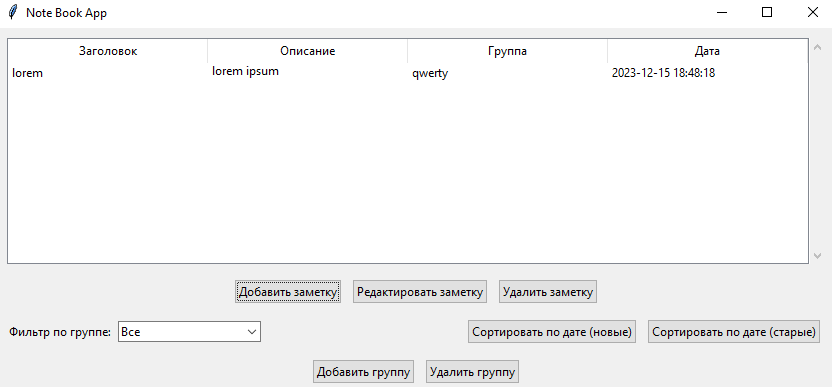 Note Book App
Заголовок Описание Группа Дата
lorem lorem ipsum qwerty 2023-12-15 18:48:18
Добавить заметку Редактировать заметку Удалить заметку
Фильтр по группе: Все Сортировать по дате (новые) Сортировать по дате (старые)
Добавить группу Удалить группу